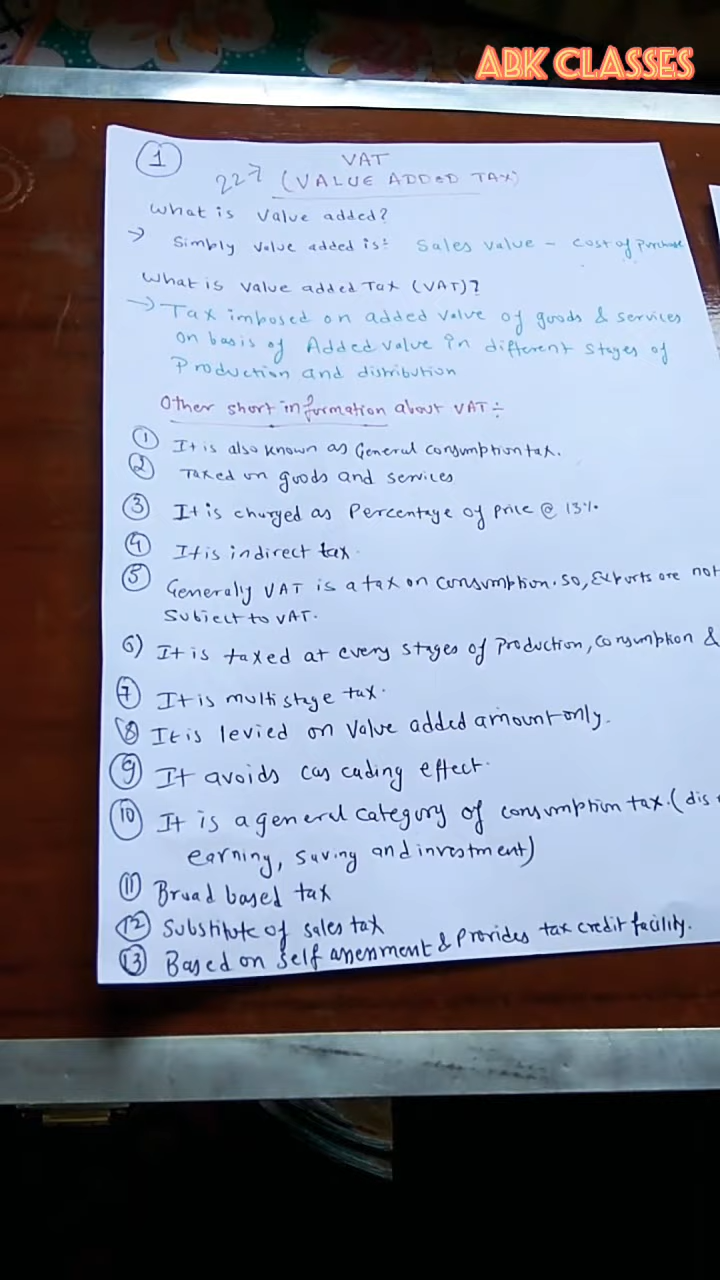 ABK CLASSES
1
VAT
227 (VALUE ADDED TAX)
What is value added?
→ Simbly value added is÷ Sales value - cost of Purchase
What is value added Tax (VAT)?
→ Tax imbosed on added value of goods & services
on basis of Added value in different stages of
Production and distribution
Other short information about VAT÷
1 It is also known as General consumption tax.
2 Taxed on goods and services
3 It is charged as Percentage of price @ 13%
4 It is indirect tax.
5 Generally VAT is a tax on consumption. so, Exports are not
Subject to VAT.
6) It is taxed at every stages of Production, consumption &
7 It is multistage tax.
8 It is levied on value added amount only.
9 It avoids cas cading effect.
10 It is a general category of consumption tax. (dis
earning, saving and investment)
11 Broad based tax
12 Substitute of sales tax
13 Based on self assesment & Provides tax credit facility.